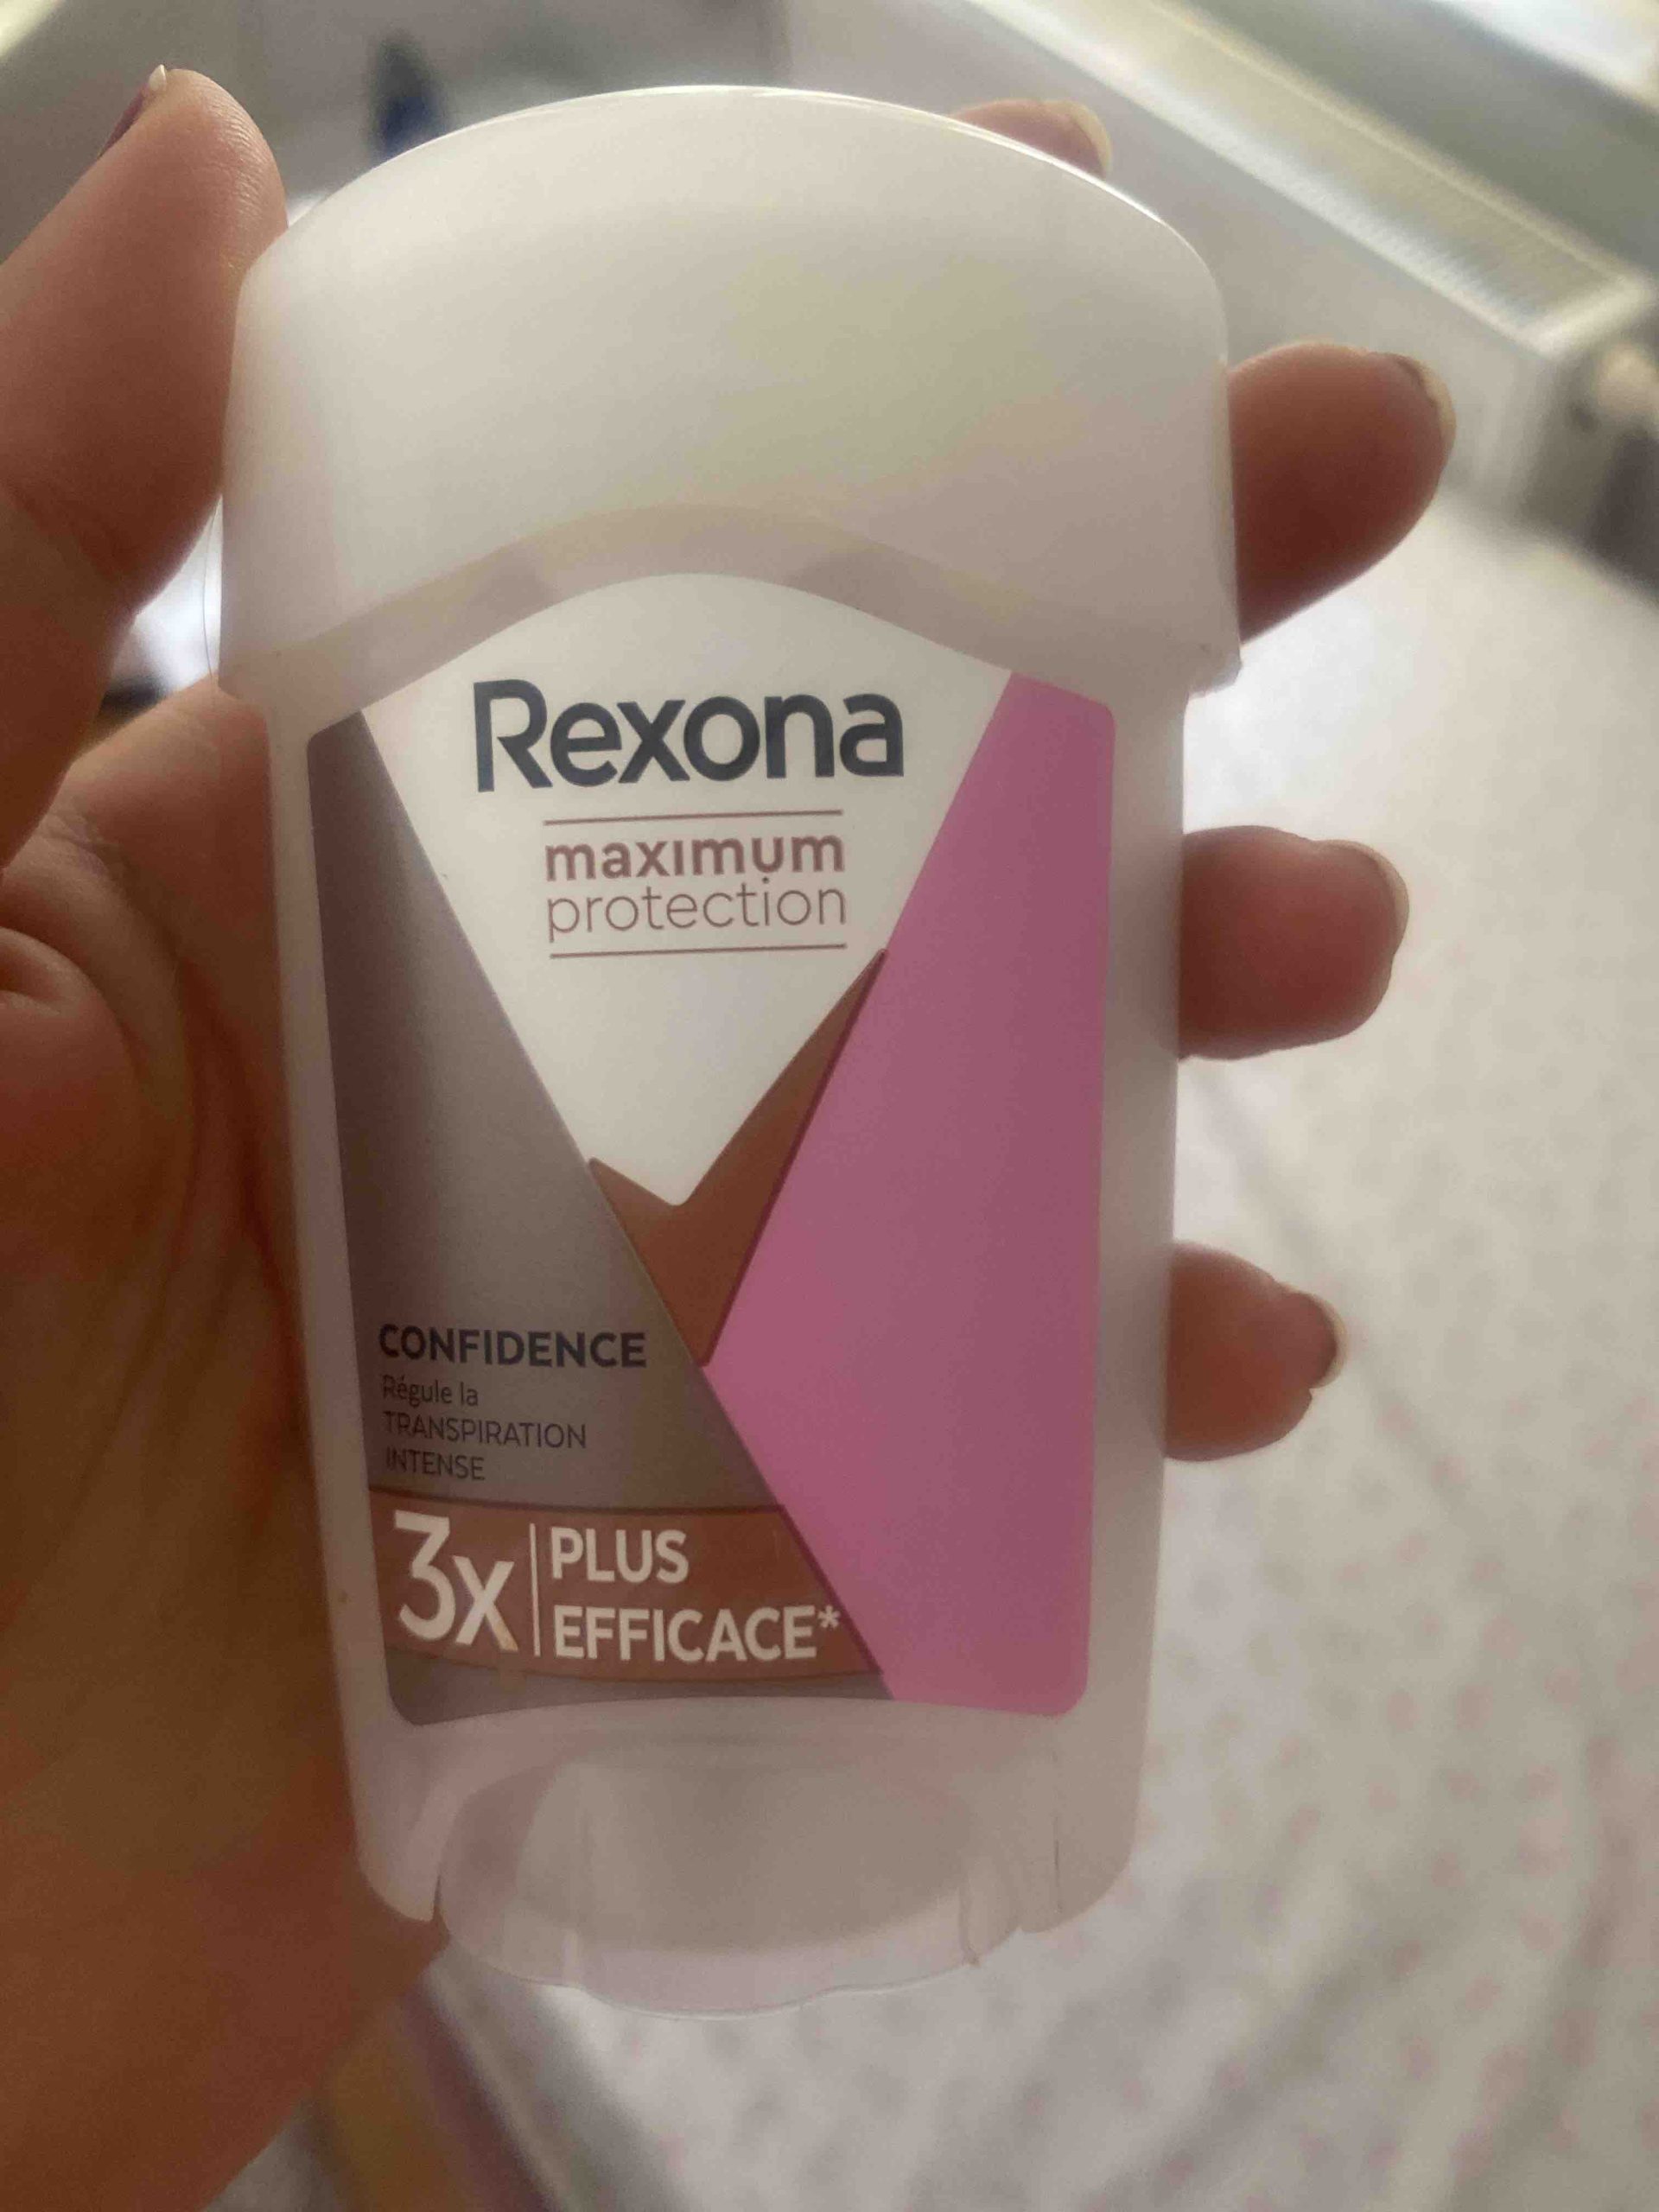 Rexona
maximum
protection
CONFIDENCE
Régule la
TRANSPIRATION
INTENSE
3x PLUS
EFFICACE*